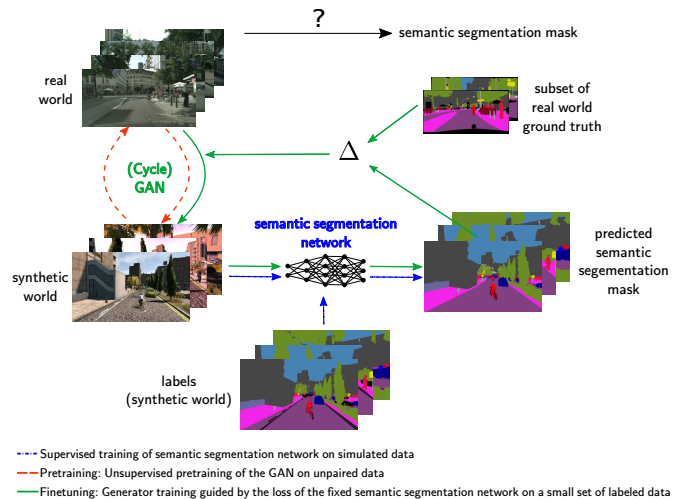 ?
semantic segmentation mask
real
world
subset of
real world
ground truth
Δ
(Cycle)
GAN
semantic segmentation
network
synthetic
world
predicted
semantic
segementation
mask
labels
(synthetic world)
Supervised training of semantic segmentation network on simulated data
Pretraining: Unsupervised pretraining of the GAN on unpaired data
Finetuning: Generator training guided by the loss of the fixed semantic segmentation network on a small set of labeled data